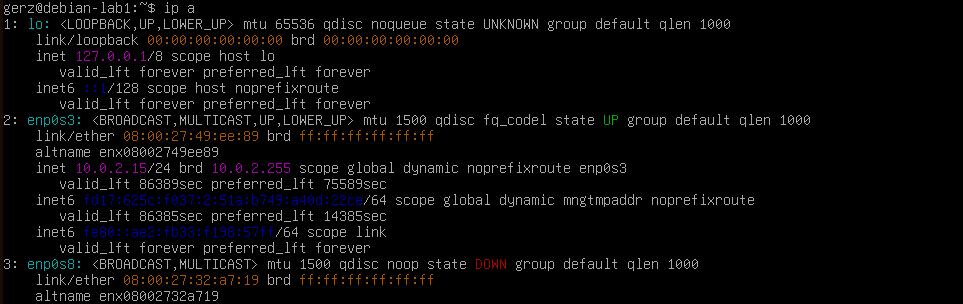 gerz@debian-lab1:~$ ip a
1: lo: <LOOPBACK,UP,LOWER_UP> mtu 65536 qdisc noqueue state UNKNOWN group default qlen 1000
    link/loopback 00:00:00:00:00:00 brd 00:00:00:00:00:00
    inet 127.0.0.1/8 scope host lo
       valid_lft forever preferred_lft forever
    inet6 ::1/128 scope host noprefixroute
       valid_lft forever preferred_lft forever
2: enp0s3: <BROADCAST,MULTICAST,UP,LOWER_UP> mtu 1500 qdisc fq_codel state UP group default qlen 1000
    link/ether 08:00:27:49:ee:89 brd ff:ff:ff:ff:ff:ff
    altname enx08002749ee89
    inet 10.0.2.15/24 brd 10.0.2.255 scope global dynamic noprefixroute enp0s3
       valid_lft 86389sec preferred_lft 75589sec
    inet6 /64 scope global dynamic mngtmpaddr noprefixroute
       valid_lft 86385sec preferred_lft 14385sec
    inet6 /64 scope link
       valid_lft forever preferred_lft forever
3: enp0s8: <BROADCAST,MULTICAST> mtu 1500 qdisc noop state DOWN group default qlen 1000
    link/ether 08:00:27:32:a7:19 brd ff:ff:ff:ff:ff:ff
    altname enx08002732a719